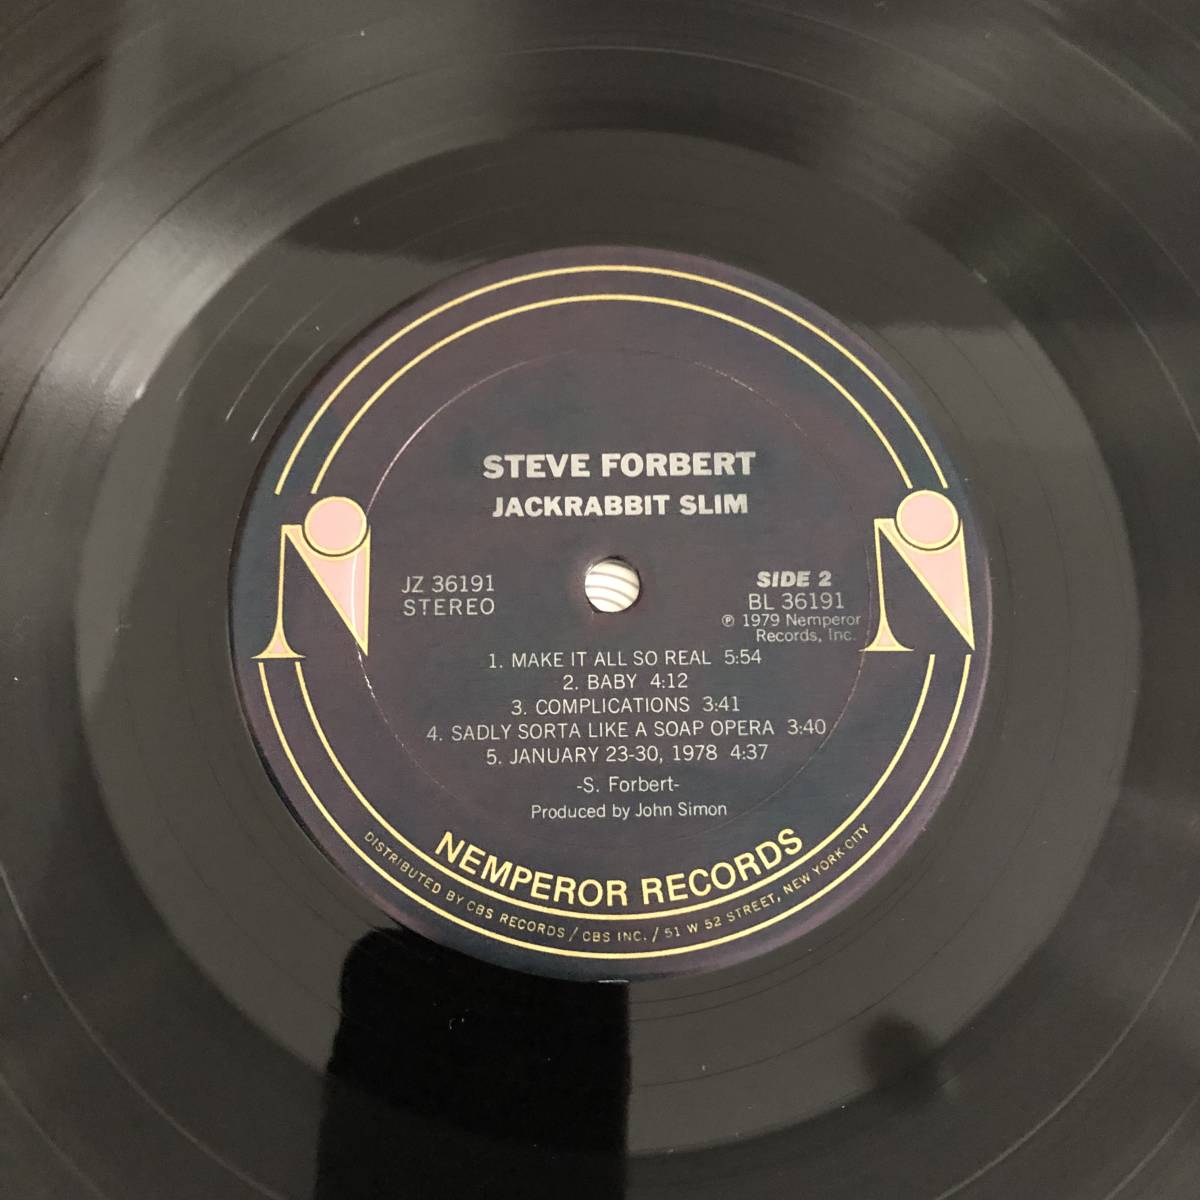 STEVE FORBERT
JACKRABBIT SLIM
JZ 36191
STEREO
SIDE 2
BL 36191
℗ 1979 Nemperor
Records, Inc.
1. MAKE IT ALL SO REAL 5:54
2. BABY 4:12
3. COMPLICATIONS 3:41
4. SADLY SORTA LIKE A SOAP OPERA 3:40
5. JANUARY 23-30, 1978 4:37
-S. Forbert-
Produced by John Simon
NEMPEROR RECORDS
DISTRIBUTED BY CBS RECORDS / CBS INC. / 51 W 52 STREET, NEW YORK CITY